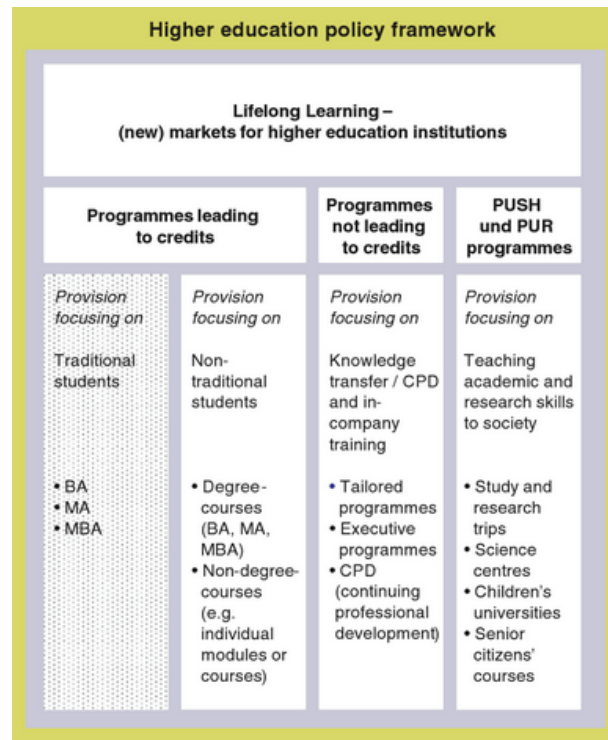 Higher education policy framework
Lifelong Learning –
(new) markets for higher education institutions
Programmes leading
to credits
Programmes
not leading
to credits
PUSH
und PUR
programmes
Provision
focusing on
Traditional
students
• BA
• MA
• MBA
Provision
focusing on
Non-
traditional
students
• Degree-
courses
(BA, MA,
MBA)
• Non-degree-
courses
(e.g.
individual
modules or
courses)
Provision
focusing on
Knowledge
transfer / CPD
and in-
company
training
• Tailored
programmes
• Executive
programmes
• CPD
(continuing
professional
development)
Provision
focusing on
Teaching
academic and
research skills
to society
• Study and
research
trips
• Science
centres
• Children's
universities
• Senior
citizens'
courses